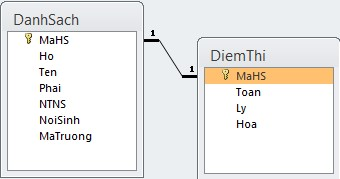 DanhSach
MaHS
Ho
Ten
Phai
NTNS
NoiSinh
MaTruong
1
1
DiemThi
MaHS
Toan
Ly
Hoa